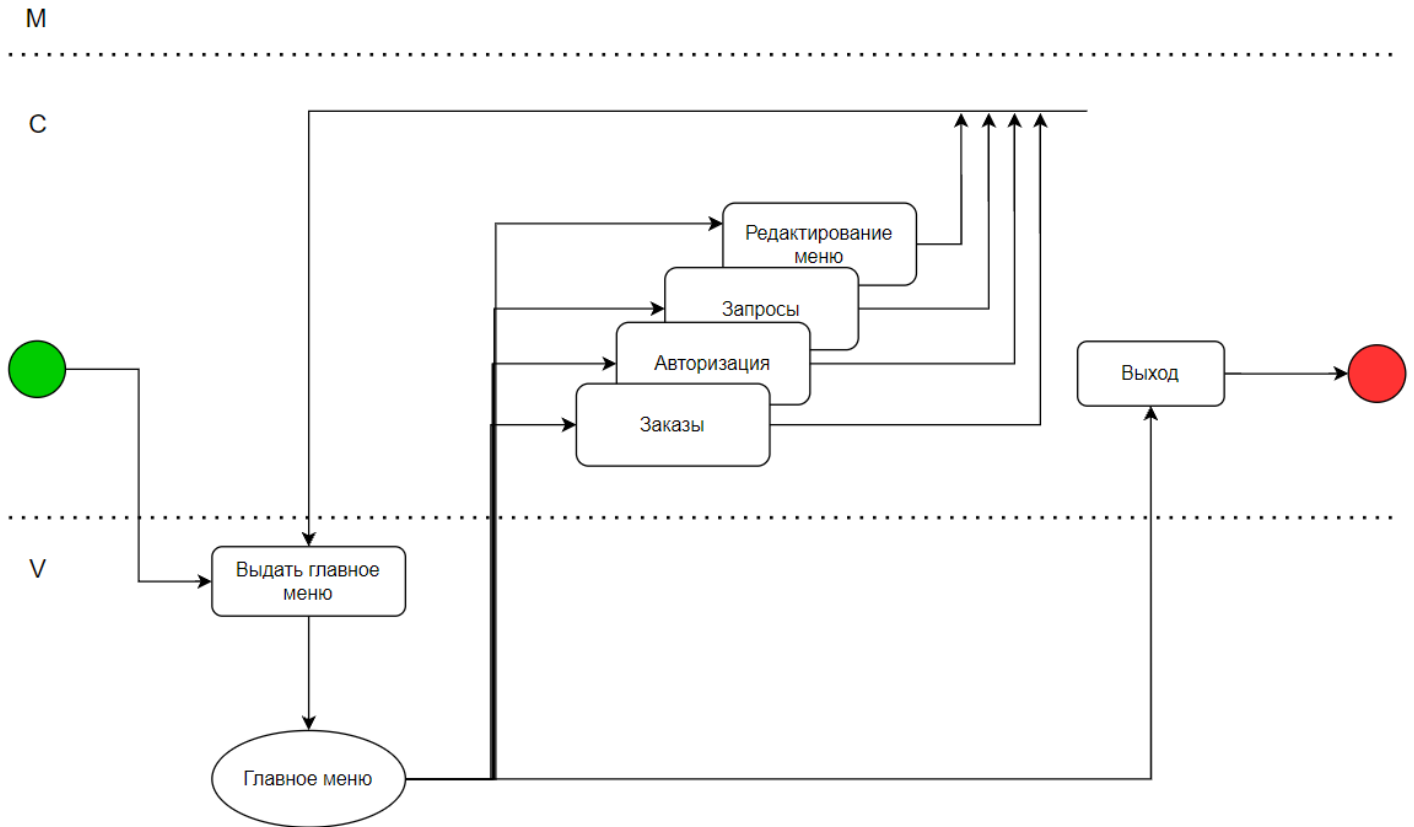 M
C
Редактирование
меню
Запросы
Авторизация
Заказы
Выход
V
Выдать главное
меню
Главное меню